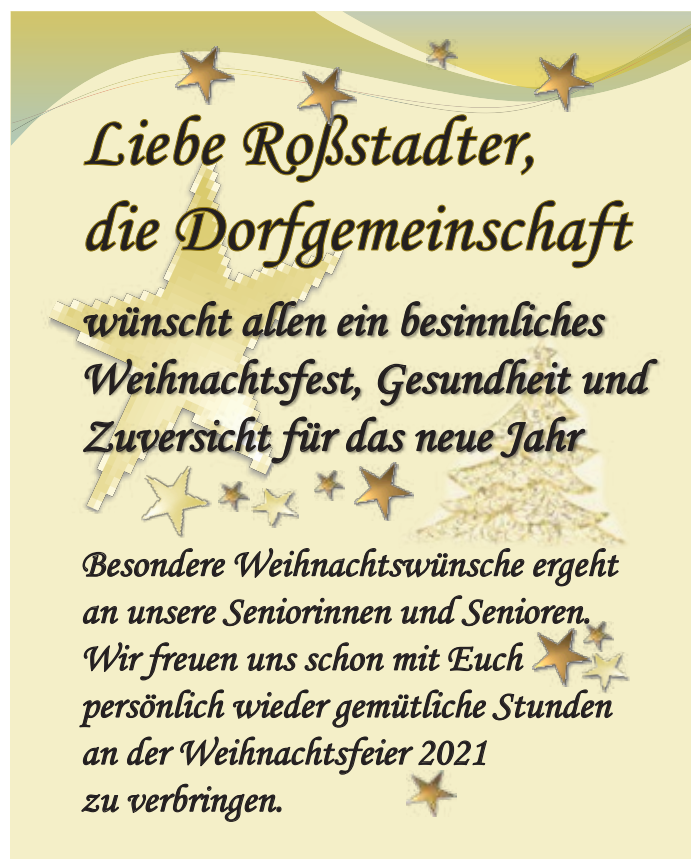 Liebe Roßstadter,
die Dorfgemeinschaft
wünscht allen ein besinnliches
Weihnachtsfest, Gesundheit und
Zuversicht für das neue Jahr
Besondere Weihnachtswünsche ergeht
an unsere Seniorinnen und Senioren.
Wir freuen uns schon mit Euch
persönlich wieder gemütliche Stunden
an der Weihnachtsfeier 2021
zu verbringen.